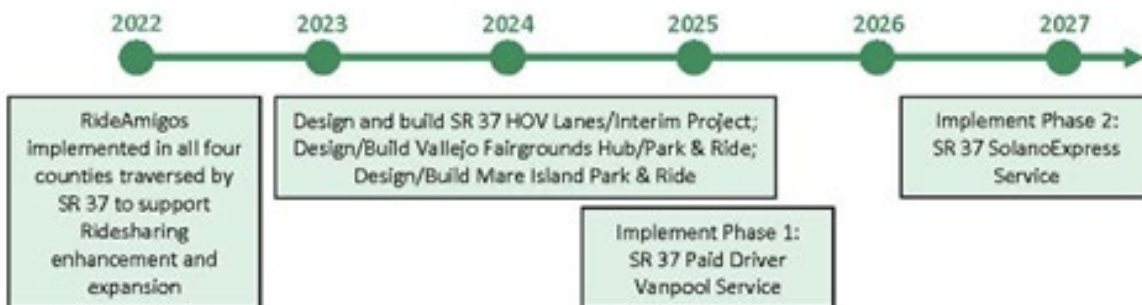 2022 2023 2024 2025 2026 2027
RideAmigos
implemented in all four
counties traversed by
SR 37 to support
Ridesharing
enhancement and
expansion
Design and build SR 37 HOV Lanes/Interim Project;
Design/Build Vallejo Fairgrounds Hub/Park & Ride;
Design/Build Mare Island Park & Ride
Implement Phase 1:
SR 37 Paid Driver
Vanpool Service
Implement Phase 2:
SR 37 SolanoExpress
Service